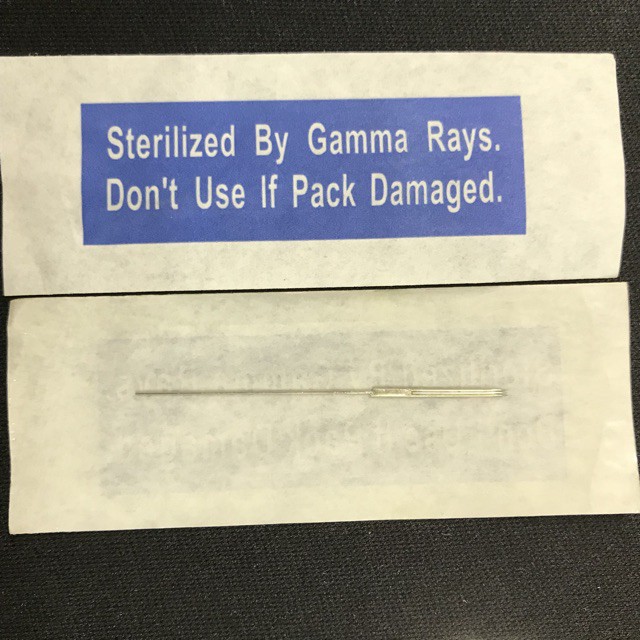 Sterilized By Gamma Rays.
Don't Use If Pack Damaged.